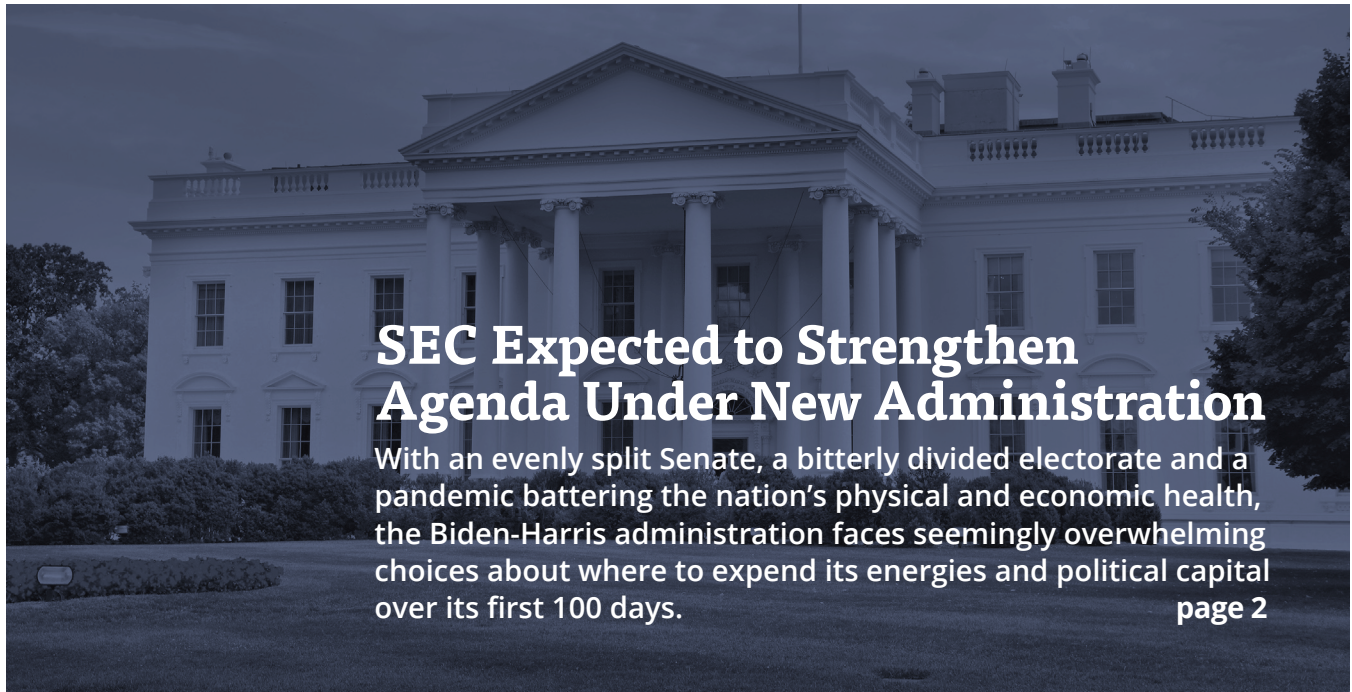 SEC Expected to Strengthen
Agenda Under New Administration
With an evenly split Senate, a bitterly divided electorate and a
pandemic battering the nation’s physical and economic health,
the Biden-Harris administration faces seemingly overwhelming
choices about where to expend its energies and political capital
over its first 100 days. page 2